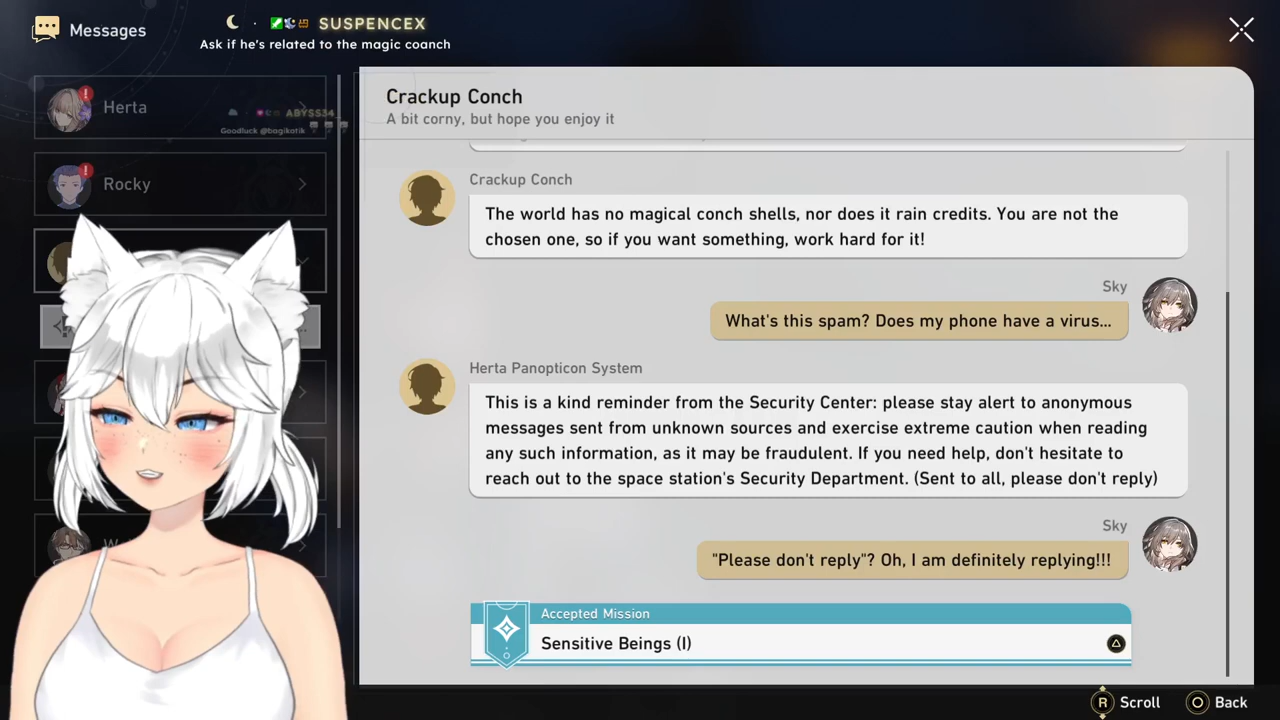 Messages
SUSPENCEX
Ask if he's related to the magic coanch
Herta
ABYSS34
Goodluck @bagikotik
Rocky
Crackup Conch
A bit corny, but hope you enjoy it
Crackup Conch
The world has no magical conch shells, nor does it rain credits. You are not the
chosen one, so if you want something, work hard for it!
Sky
What's this spam? Does my phone have a virus...
Herta Panopticon System
This is a kind reminder from the Security Center: please stay alert to anonymous
messages sent from unknown sources and exercise extreme caution when reading
any such information, as it may be fraudulent. If you need help, don't hesitate to
reach out to the space station's Security Department. (Sent to all, please don't reply)
Sky
"Please don't reply"? Oh, I am definitely replying!!!
Accepted Mission
Sensitive Beings (I)
R Scroll
Back